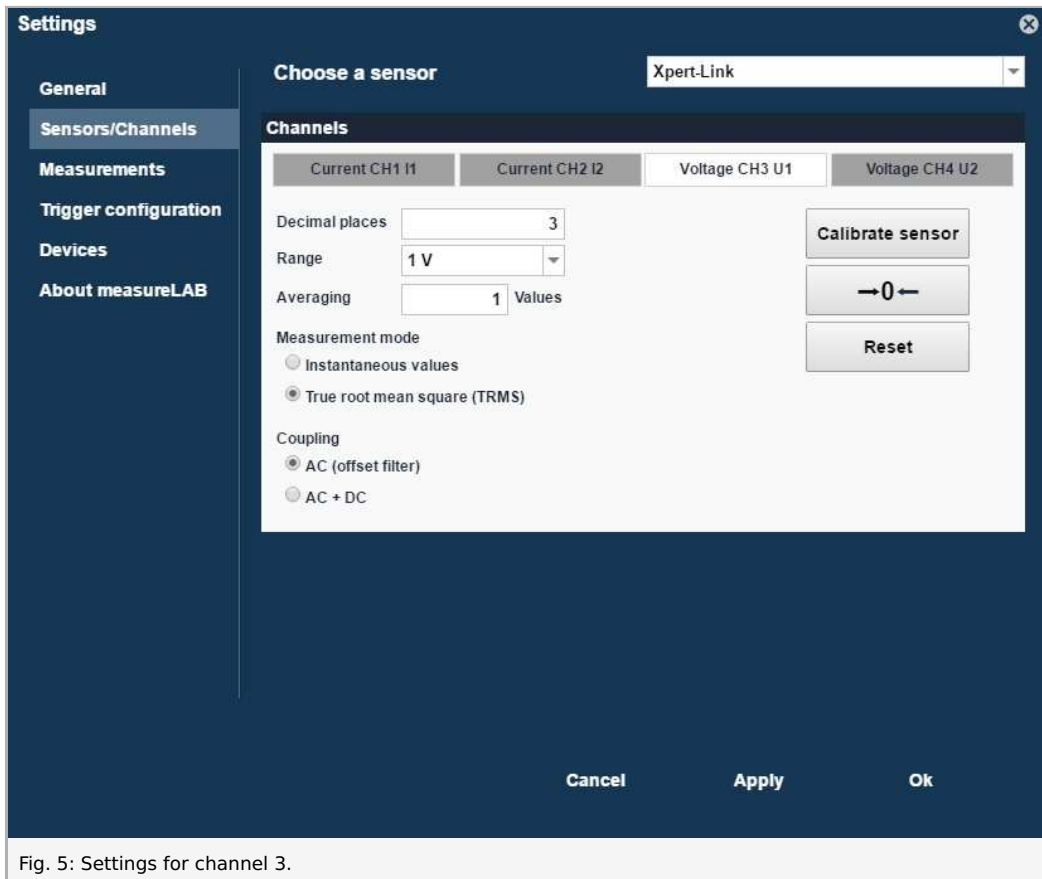 Settings
General
Sensors/Channels
Measurements
Trigger configuration
Devices
About measureLAB
Choose a sensor
Xpert-Link
Channels
Current CH1 I1
Current CH2 I2
Voltage CH3 U1
Voltage CH4 U2
Decimal places 3
Range 1 V
Averaging 1 Values
Measurement mode
Instantaneous values
True root mean square (TRMS)
Coupling
AC (offset filter)
AC + DC
Calibrate sensor
→0←
Reset
Cancel
Apply
Ok
Fig. 5: Settings for channel 3.